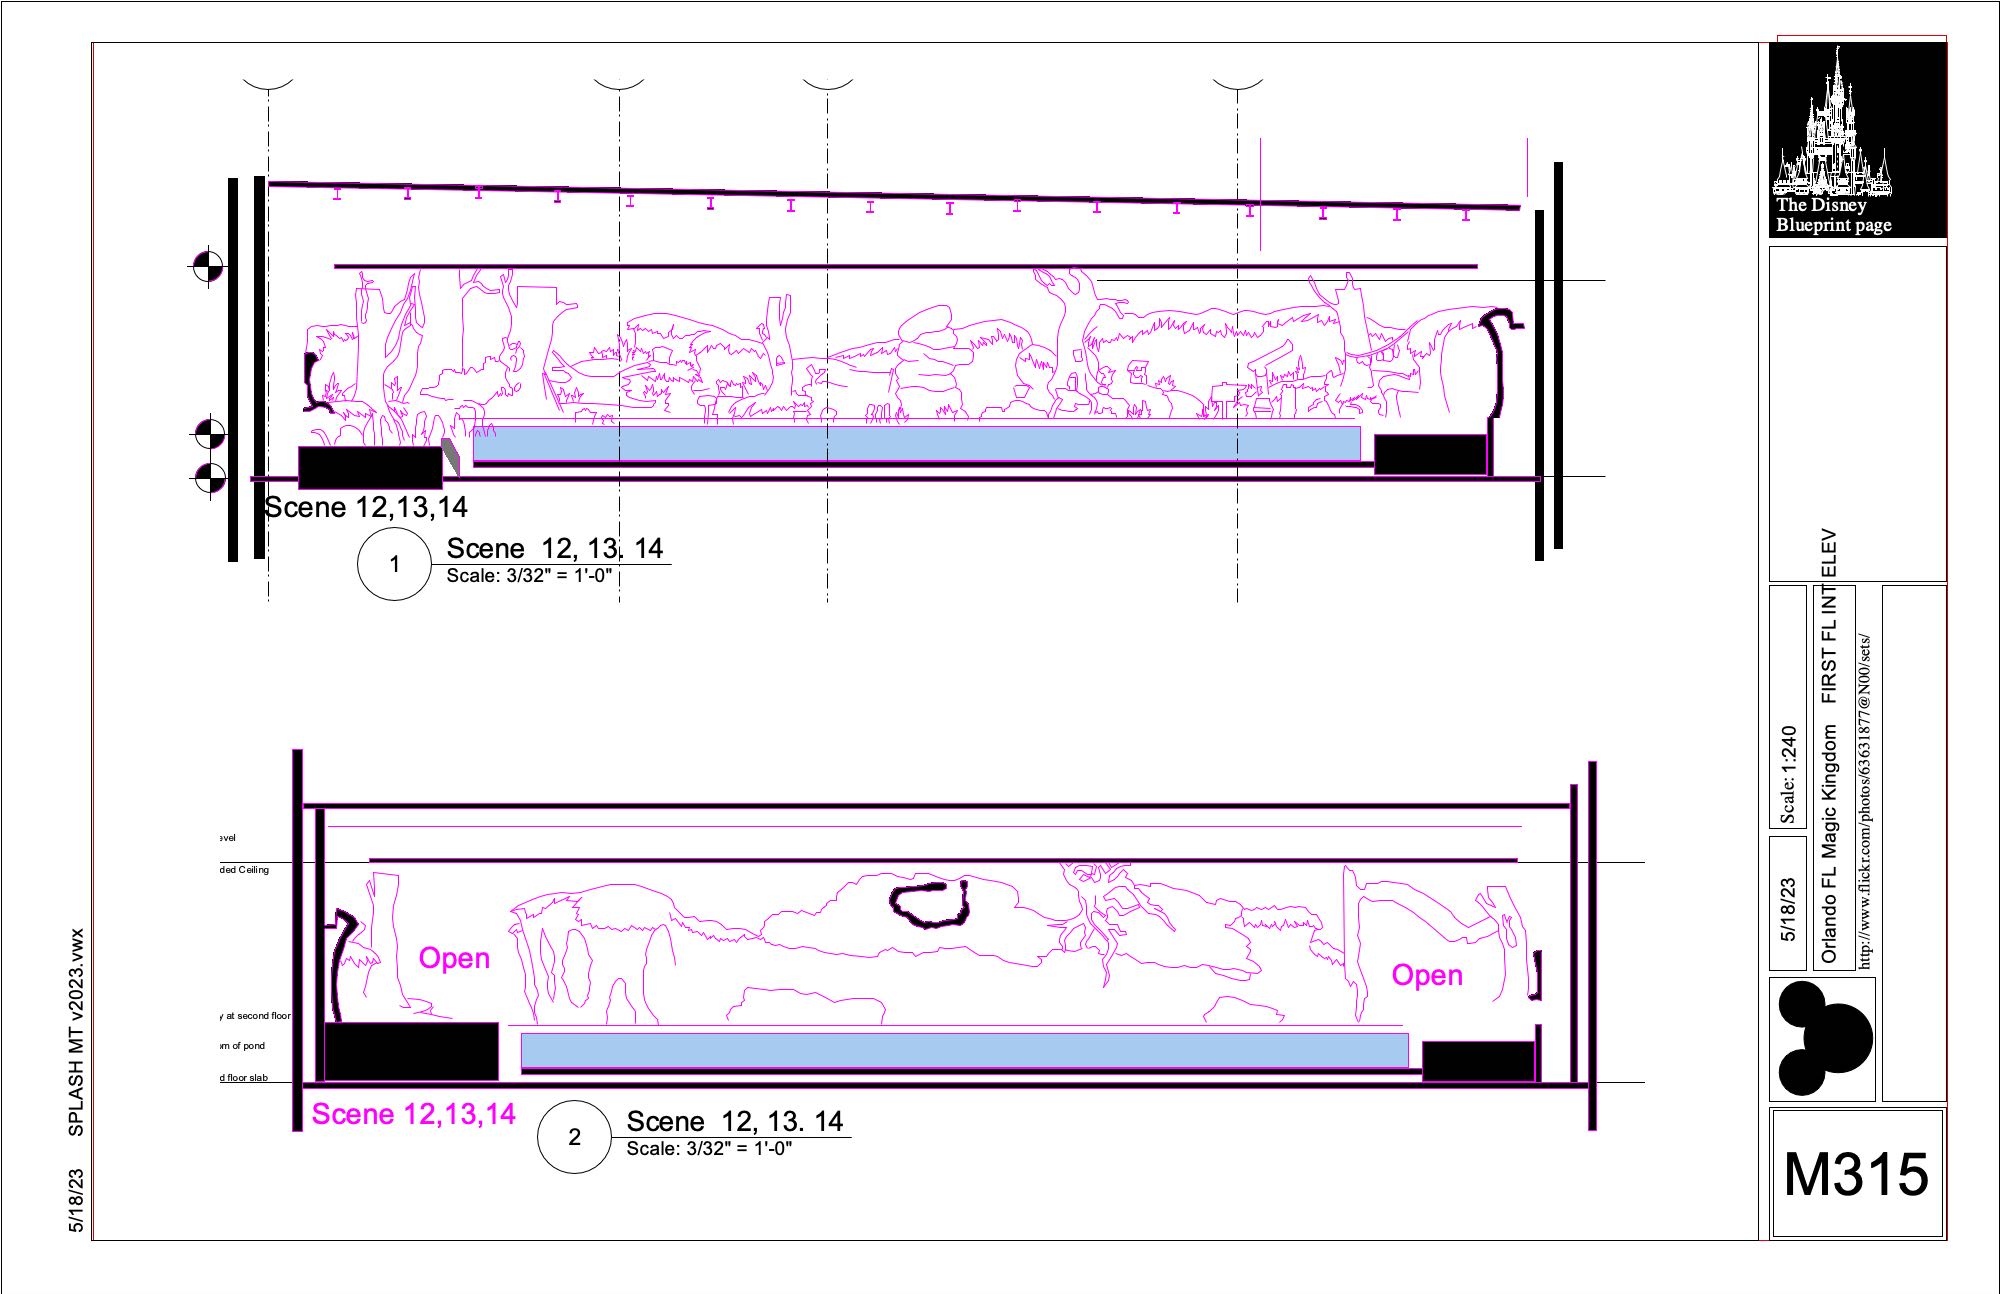 Scene 12,13,14
1
Scene  12, 13. 14
Scale: 3/32" = 1'-0"
evel
ded Ceiling
Open
Open
y at second floor
om of pond
d floor slab
Scene 12,13,14
2
Scene  12, 13. 14
Scale: 3/32" = 1'-0"
5/18/23 SPLASH MT v2023.vwx
The Disney
Blueprint page
Scale: 1:240
5/18/23
Orlando FL Magic Kingdom FIRST FL INT ELEV
http://www.flickr.com/photos/63631877@N00/sets/
M315